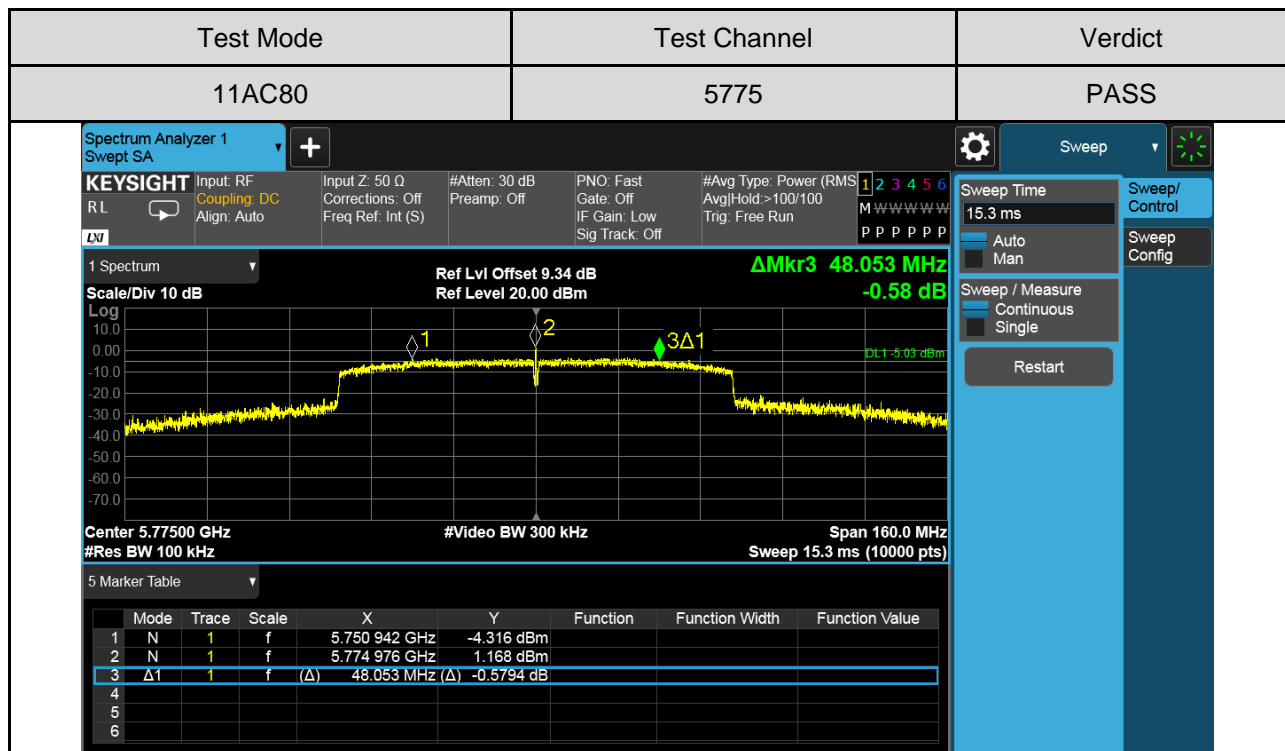 Test Mode Test Channel Verdict
11AC80 5775 PASS
Spectrum Analyzer 1
Swept SA
+
Sweep
KEYSIGHT Input: RF Input Z: 50 Ω #Atten: 30 dB PNO: Fast #Avg Type: Power (RMS 1 2 3 4 5 6
R L Coupling: DC Corrections: Off Preamp: Off Gate: Off Avg|Hold:>100/100 M W W W W W
Align: Auto Freq Ref: Int (S) IF Gain: Low Trig: Free Run
LXI Sig Track: Off P P P P P P
Sweep Time
15.3 ms
Auto
Man
Sweep / Measure
Continuous
Single
Restart
Sweep/
Control
Sweep
Config
1 Spectrum
Ref Lvl Offset 9.34 dB ΔMkr3 48.053 MHz
Scale/Div 10 dB Ref Level 20.00 dBm -0.58 dB
Log
10.0
0.00
-10.0
-20.0
-30.0
-40.0
-50.0
-60.0
-70.0
1
2
3Δ1
DL1 -5.03 dBm
Center 5.77500 GHz #Video BW 300 kHz Span 160.0 MHz
#Res BW 100 kHz Sweep 15.3 ms (10000 pts)
5 Marker Table
Mode Trace Scale X Y Function Function Width Function Value
1 N 1 f 5.750 942 GHz -4.316 dBm
2 N 1 f 5.774 976 GHz 1.168 dBm
3 Δ1 1 f (Δ) 48.053 MHz (Δ) -0.5794 dB
4
5
6